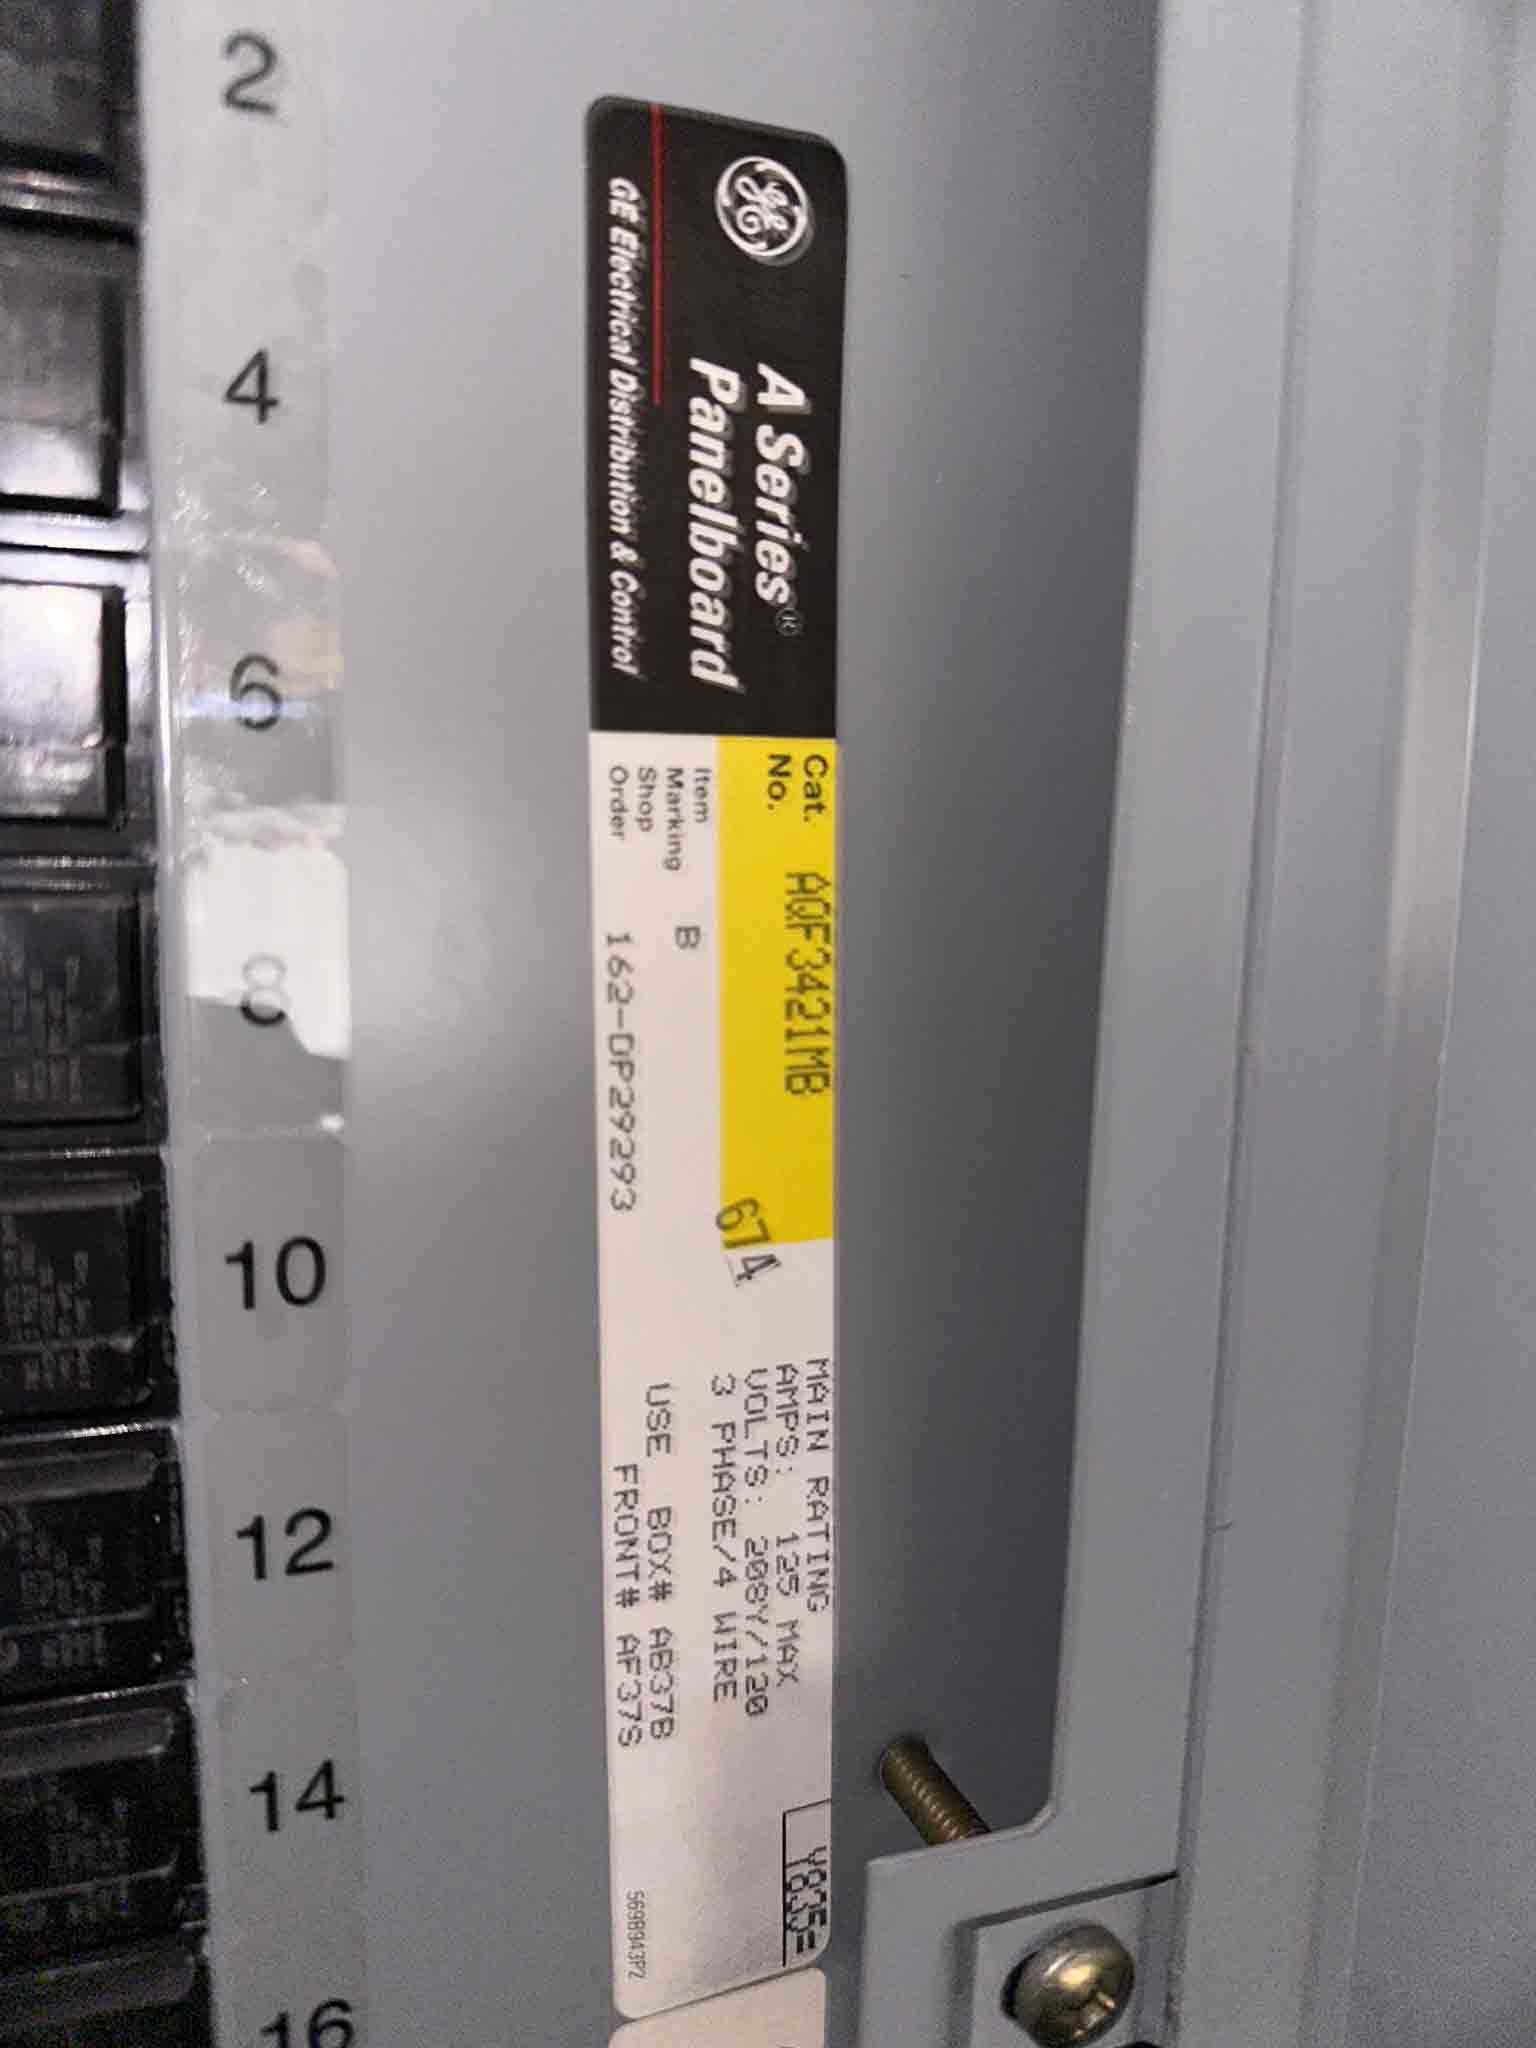 2
4
6
8
10
12
14
16
GE
A Series®
Panelboard
GE Electrical Distribution & Control
Cat. No. AQF3421MB
Item
Marking B
Shop
Order 162-DP29293
674
MAIN RATING
AMPS: 125 MAX
VOLTS: 208Y/120
3 PHASE/4 WIRE
USE BOX# AB37B
FRONT# AF37S
569B943P2